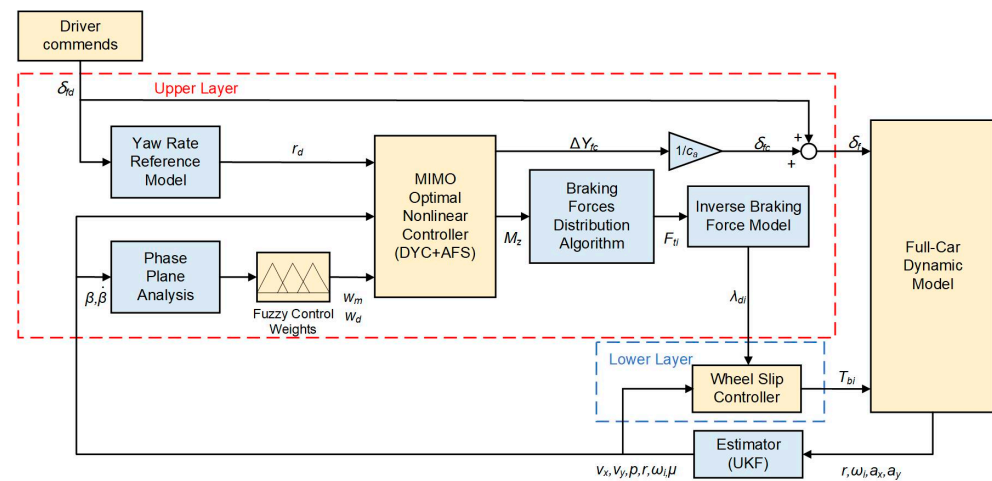 Driver
commends
δfd
Upper Layer
Yaw Rate
Reference
Model
rd
MIMO
Optimal
Nonlinear
Controller
(DYC+AFS)
ΔYfc
1/ca
δfc
+
+
δf
Mz
Braking
Forces
Distribution
Algorithm
Fti
Inverse Braking
Force Model
Full-Car
Dynamic
Model
β,β̇
Phase
Plane
Analysis
Fuzzy Control
Weights
wm
wd
λdi
Lower Layer
Wheel Slip
Controller
Tbi
Estimator
(UKF)
vx,vy,p,r,ωi,μ
r,ωi,ax,ay